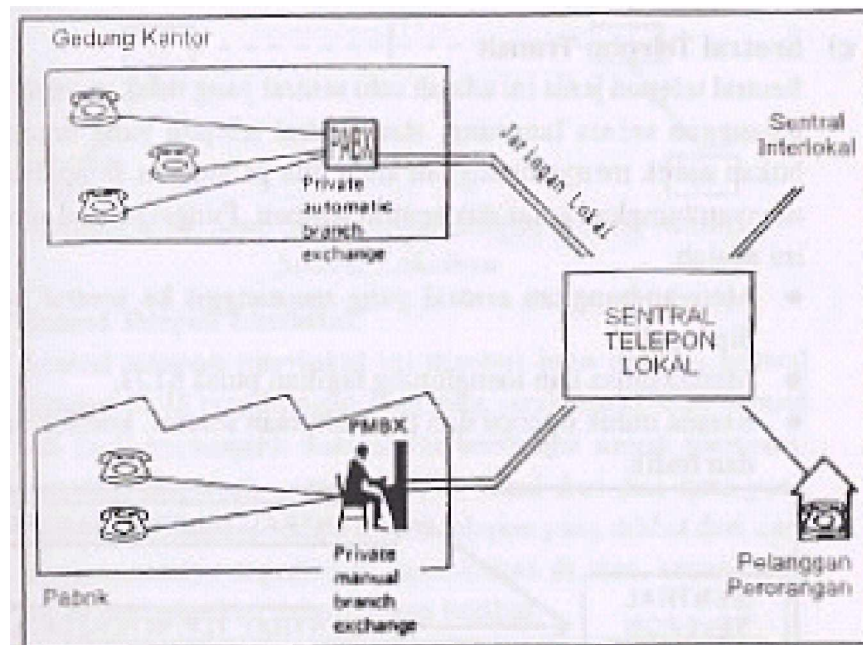 Gedung Kantor
PMBX
Private
automatic
branch
exchange
Jaringan Lokal
Sentral
Interlokal
SENTRAL
TELEPON
LOKAL
PMBX
Private
manual
branch
exchange
Pabrik
Pelanggan
Perorangan